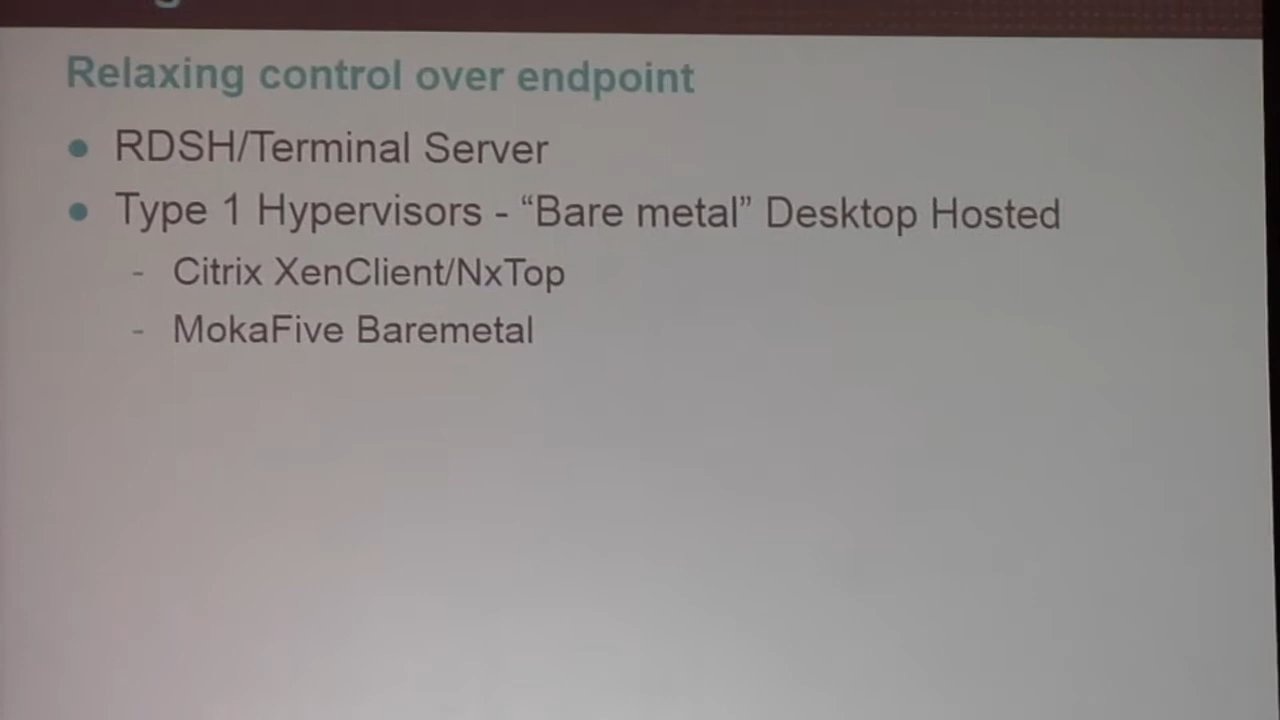 Relaxing control over endpoint
● RDSH/Terminal Server
● Type 1 Hypervisors - “Bare metal” Desktop Hosted
- Citrix XenClient/NxTop
- MokaFive Baremetal